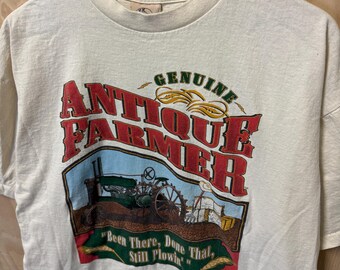 GENUINE
ANTIQUE
FARMER
"Been There, Done That,
Still Plowin'"